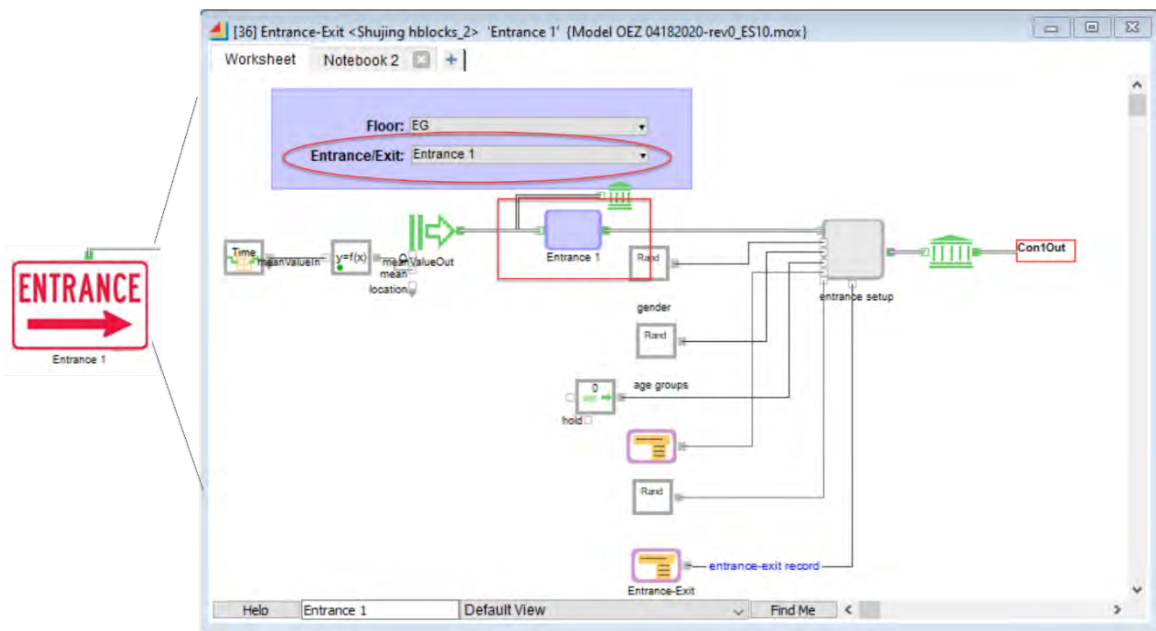 [36] Entrance-Exit <Shujing hblocks_2> 'Entrance 1' {Model OEZ 04182020-rev0_ES10.mox}
Worksheet Notebook 2
Floor: EG
Entrance/Exit: Entrance 1
Time
meanValueIn
y=f(x)
meanValueOut
mean
location
Entrance 1
Rand
entrance setup
Con1Out
ENTRANCE
Entrance 1
gender
Rand
0
age groups
hold
Rand
entrance-exit record
Entrance-Exit
Help Entrance 1 Default View Find Me